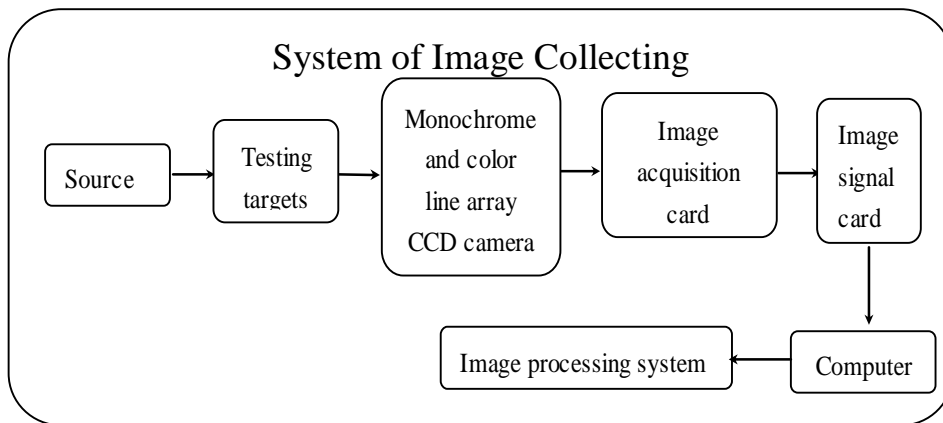 System of Image Collecting
Source
Testing
targets
Monochrome
and color
line array
CCD camera
Image
acquisition
card
Image
signal
card
Computer
Image processing system